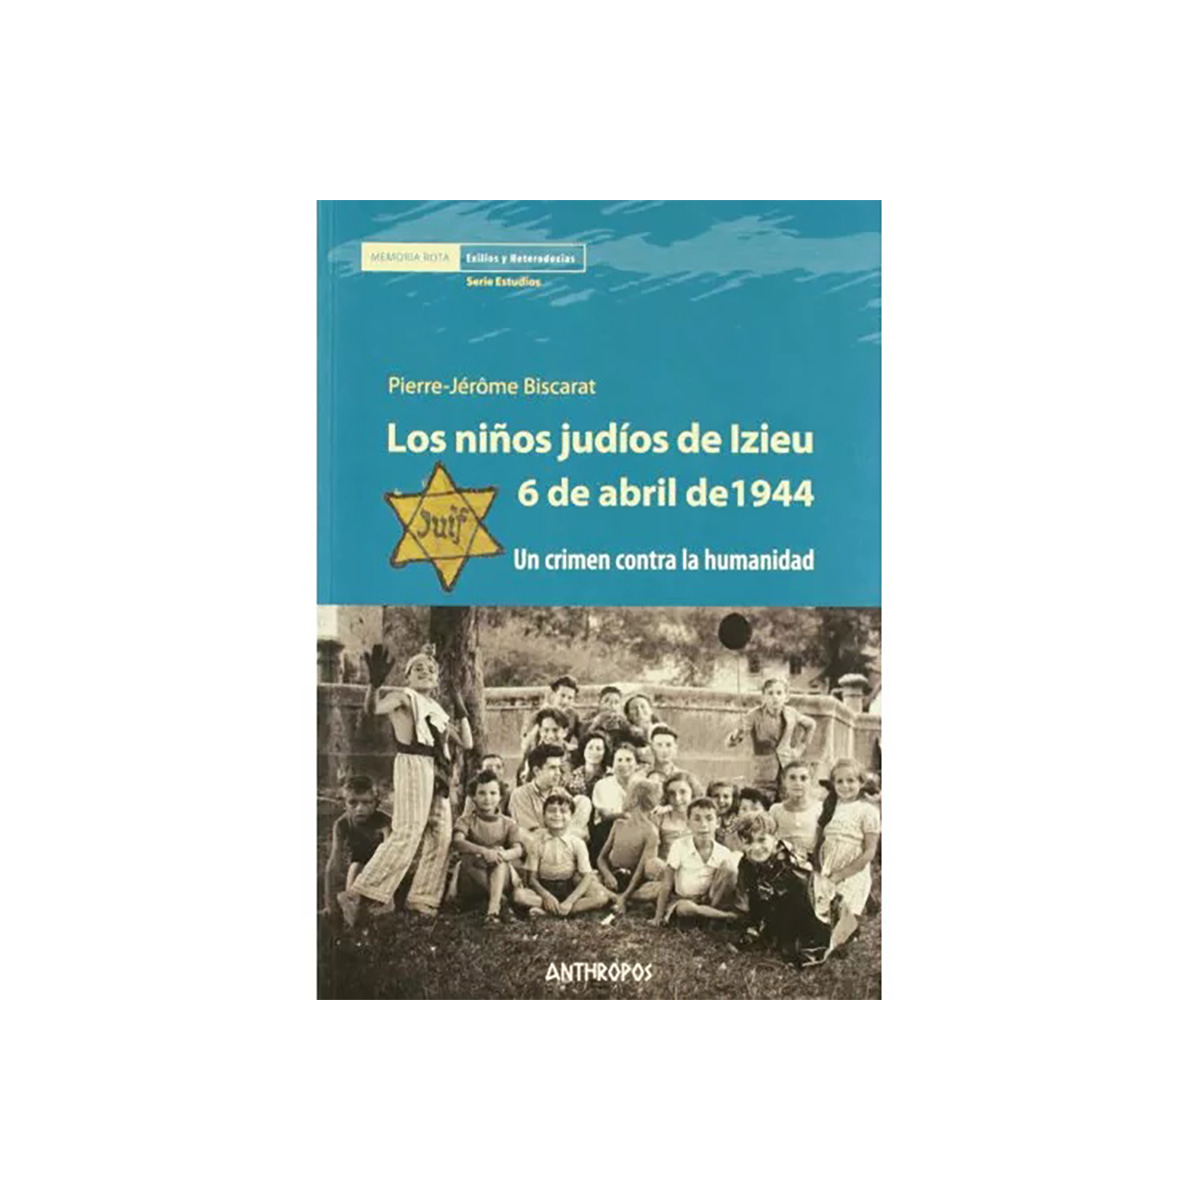 MEMORIA ROTA Exilios y Heterodoxias
Serie Estudios
Pierre-Jérôme Biscarat
Los niños judíos de Izieu
6 de abril de1944
Juif
Un crimen contra la humanidad
ANTHROPOS